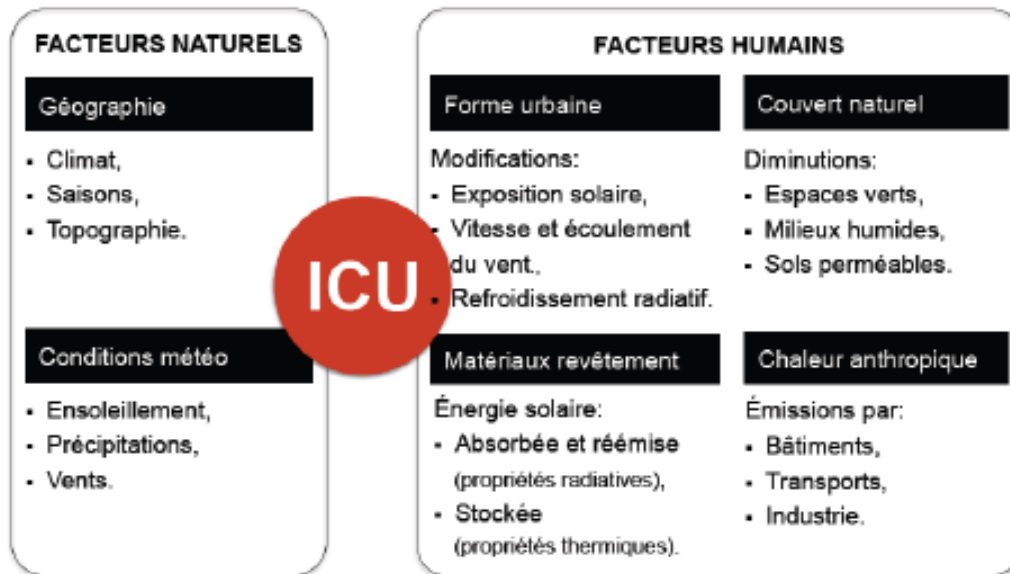 FACTEURS NATURELS
Géographie
▪ Climat,
▪ Saisons,
▪ Topographie.
Conditions météo
▪ Ensoleillement,
▪ Précipitations,
▪ Vents.
ICU
FACTEURS HUMAINS
Forme urbaine
Modifications:
▪ Exposition solaire,
▪ Vitesse et écoulement
du vent.,
▪ Refroidissement radiatif.
Couvert naturel
Diminutions:
▪ Espaces verts,
▪ Milieux humides,
▪ Sols perméables.
Matériaux revêtement
Énergie solaire:
▪ Absorbée et réémise
(propriétés radiatives),
▪ Stockée
(propriétés thermiques).
Chaleur anthropique
Émissions par:
▪ Bâtiments,
▪ Transports,
▪ Industrie.